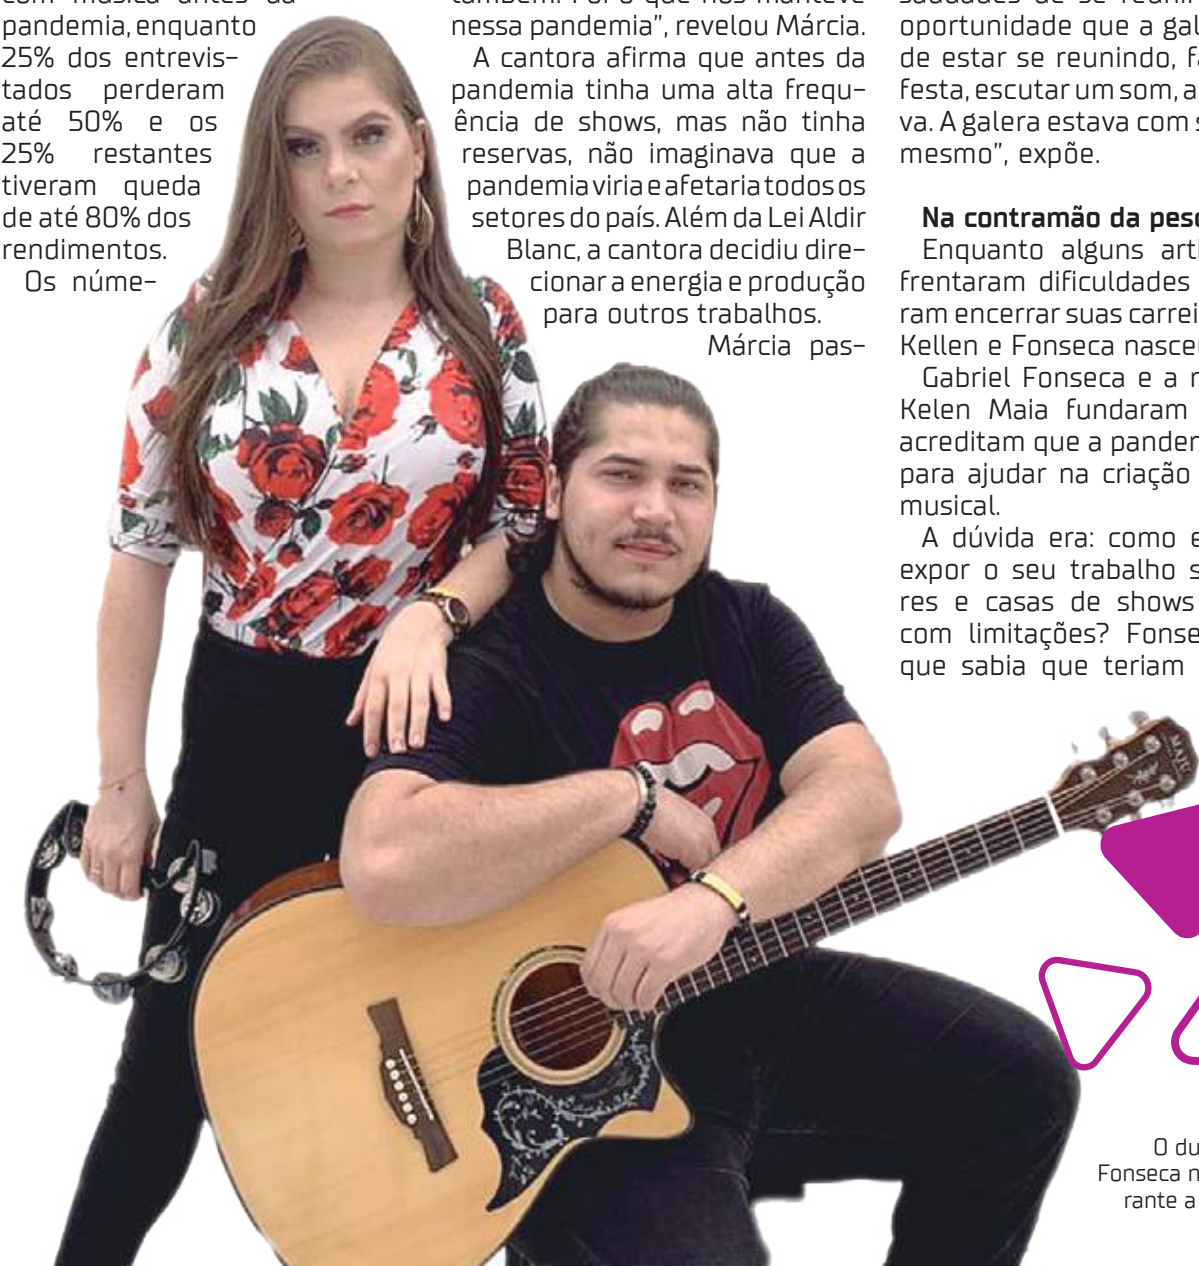 pandemia, enquanto
25% dos entrevis-
tados perderam
até 50% e os
25% restantes
tiveram queda
de até 80% dos
rendimentos.
Os núme-
nessa pandemia”, revelou Márcia.
A cantora afirma que antes da
pandemia tinha uma alta frequ-
ência de shows, mas não tinha
reservas, não imaginava que a
pandemia viria e afetaria todos os
setores do país. Além da Lei Aldir
Blanc, a cantora decidiu dire-
cionar a energia e produção
para outros trabalhos.
Márcia pas-
oportunidade que a gal
de estar se reunindo, fa
festa, escutar um som, a
va. A galera estava com s
mesmo”, expõe.
Na contramão da pesq
Enquanto alguns arti
frentaram dificuldades
ram encerrar suas carrei
Kellen e Fonseca nascer
Gabriel Fonseca e a n
Kelen Maia fundaram
acreditam que a pander
para ajudar na criação
musical.
A dúvida era: como e
expor o seu trabalho s
res e casas de shows
com limitações? Fonse
que sabia que teriam
O du
Fonseca n
rante a